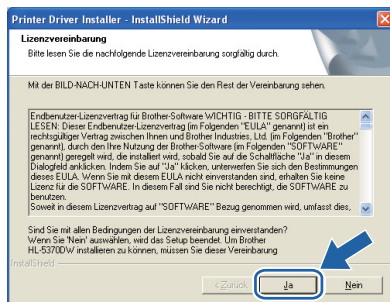 Printer Driver Installer - InstallShield Wizard
Lizenzvereinbarung
Bitte lesen Sie die nachfolgende Lizenzvereinbarung sorgfältig durch.
Mit der BILD-NACH-UNTEN Taste können Sie den Rest der Vereinbarung sehen.
Endbenutzer-Lizenzvertrag für Brother-Software WICHTIG - BITTE SORGFÄLTIG
LESEN: Dieser Endbenutzer-Lizenzvertrag (im Folgenden "EULA" genannt) ist ein
rechtsgültiger Vertrag zwischen Ihnen und Brother Industries, Ltd. (im Folgenden "Brother"
genannt), durch den Ihre Nutzung der Brother-Software (im Folgenden "SOFTWARE"
genannt) geregelt wird, die installiert wird, sobald Sie auf die Schaltfläche "Ja" in diesem
Dialogfeld anklicken. Indem Sie auf "Ja" klicken, unterwerfen Sie sich den Bestimmungen
dieses EULA. Wenn Sie mit diesem EULA nicht einverstanden sind, erhalten Sie keine
Lizenz für die SOFTWARE. In diesem Fall sind Sie nicht berechtigt, die SOFTWARE zu
benutzen.
Soweit in diesem Lizenzvertrag auf "SOFTWARE" Bezug genommen wird, umfasst dies,
Sind Sie mit allen Bedingungen der Lizenzvereinbarung einverstanden?
Wenn Sie 'Nein' auswählen, wird das Setup beendet. Um Brother
HL-5370DW installieren zu können, müssen Sie dieser Vereinbarung
InstallShield
< Zurück Ja Nein